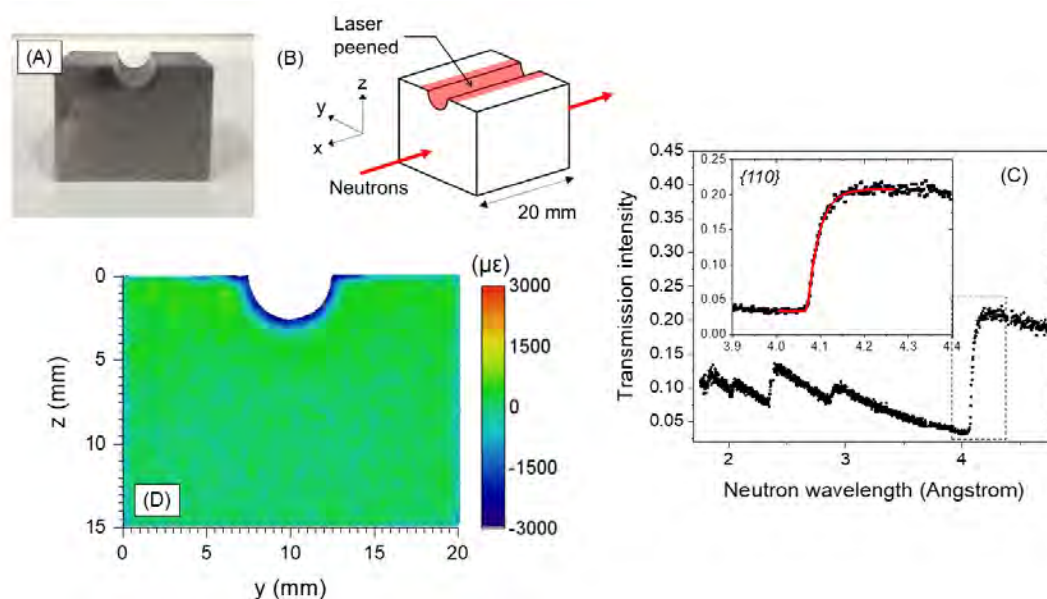 (A)
(B)
Laser
peened
z
y
x
Neutrons
20 mm
(C)
{110}
0.25
0.20
0.15
0.10
0.05
0.00
3.9
4.0
4.1
4.2
4.3
4.4
0.45
0.40
0.35
0.30
0.25
0.20
0.15
0.10
0.05
Transmission intensity
2
3
4
Neutron wavelength (Angstrom)
(D)
0
5
10
15
z (mm)
0
5
10
15
20
y (mm)
(με)
3000
1500
0
-1500
-3000